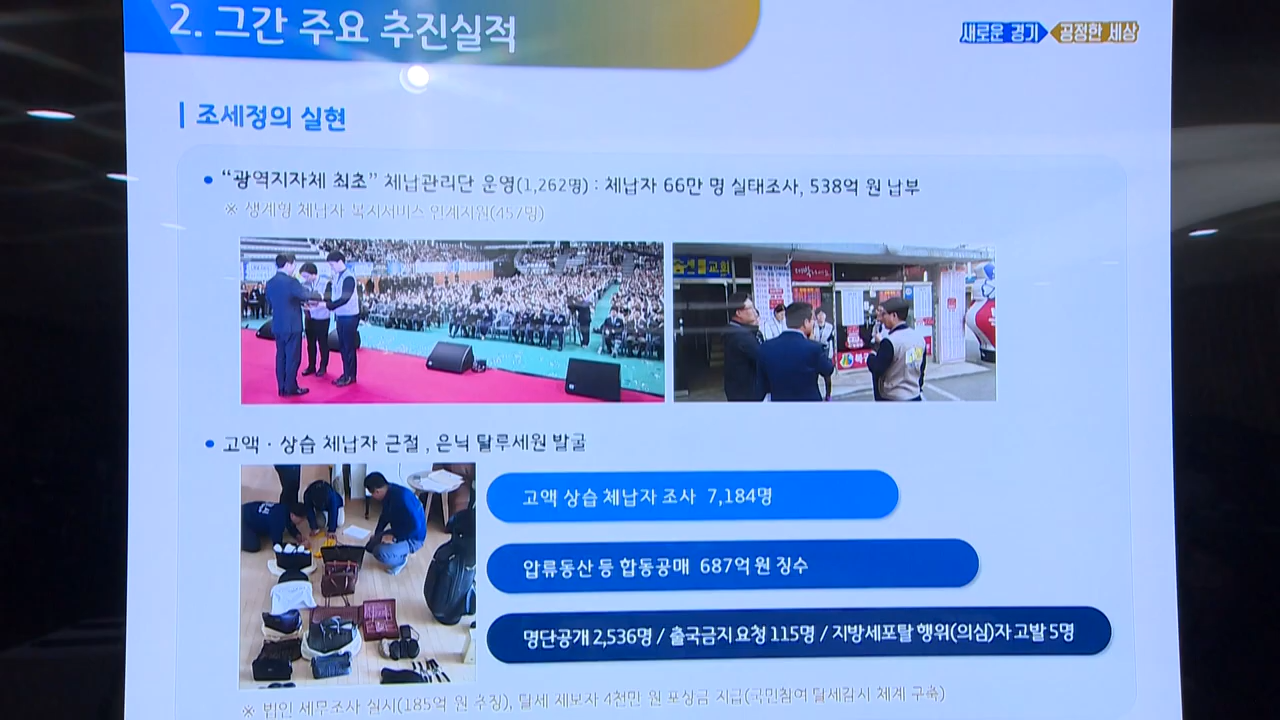 2. 그간 주요 추진실적
새로운 경기 공정한 세상
조세정의 실현
• “광역지자체 최초” 체납관리단 운영(1,262명) : 체납자 66만 명 실태조사, 538억 원 납부
※ 생계형 체납자 복지서비스 연계지원(457명)
• 고액·상습 체납자 근절, 은닉 탈루세원 발굴
고액 상습 체납자 조사 7,184명
압류동산 등 합동공매 687억 원 징수
명단공개 2,536명 / 출국금지 요청 115명 / 지방세포탈 행위(의심)자 고발 5명
※ 법인 세무조사 실시(185억 원 추징), 탈세 제보자 4천만 원 포상금 지급(국민참여 탈세감시 체계 구축)